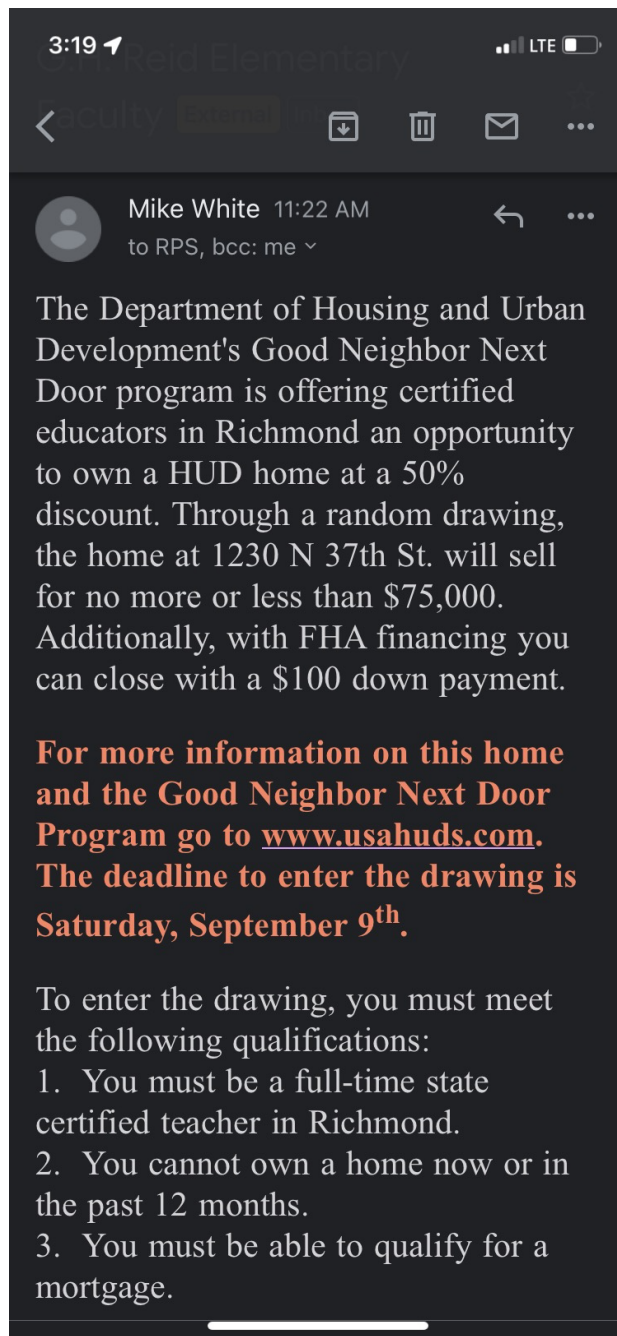 3:19
LTE
G.H. Reid Elementary
Faculty External
Mike White 11:22 AM
to RPS, bcc: me
The Department of Housing and Urban
Development's Good Neighbor Next
Door program is offering certified
educators in Richmond an opportunity
to own a HUD home at a 50%
discount. Through a random drawing,
the home at 1230 N 37th St. will sell
for no more or less than $75,000.
Additionally, with FHA financing you
can close with a $100 down payment.
For more information on this home
and the Good Neighbor Next Door
Program go to www.usahuds.com.
The deadline to enter the drawing is
Saturday, September 9th.
To enter the drawing, you must meet
the following qualifications:
1. You must be a full-time state
certified teacher in Richmond.
2. You cannot own a home now or in
the past 12 months.
3. You must be able to qualify for a
mortgage.